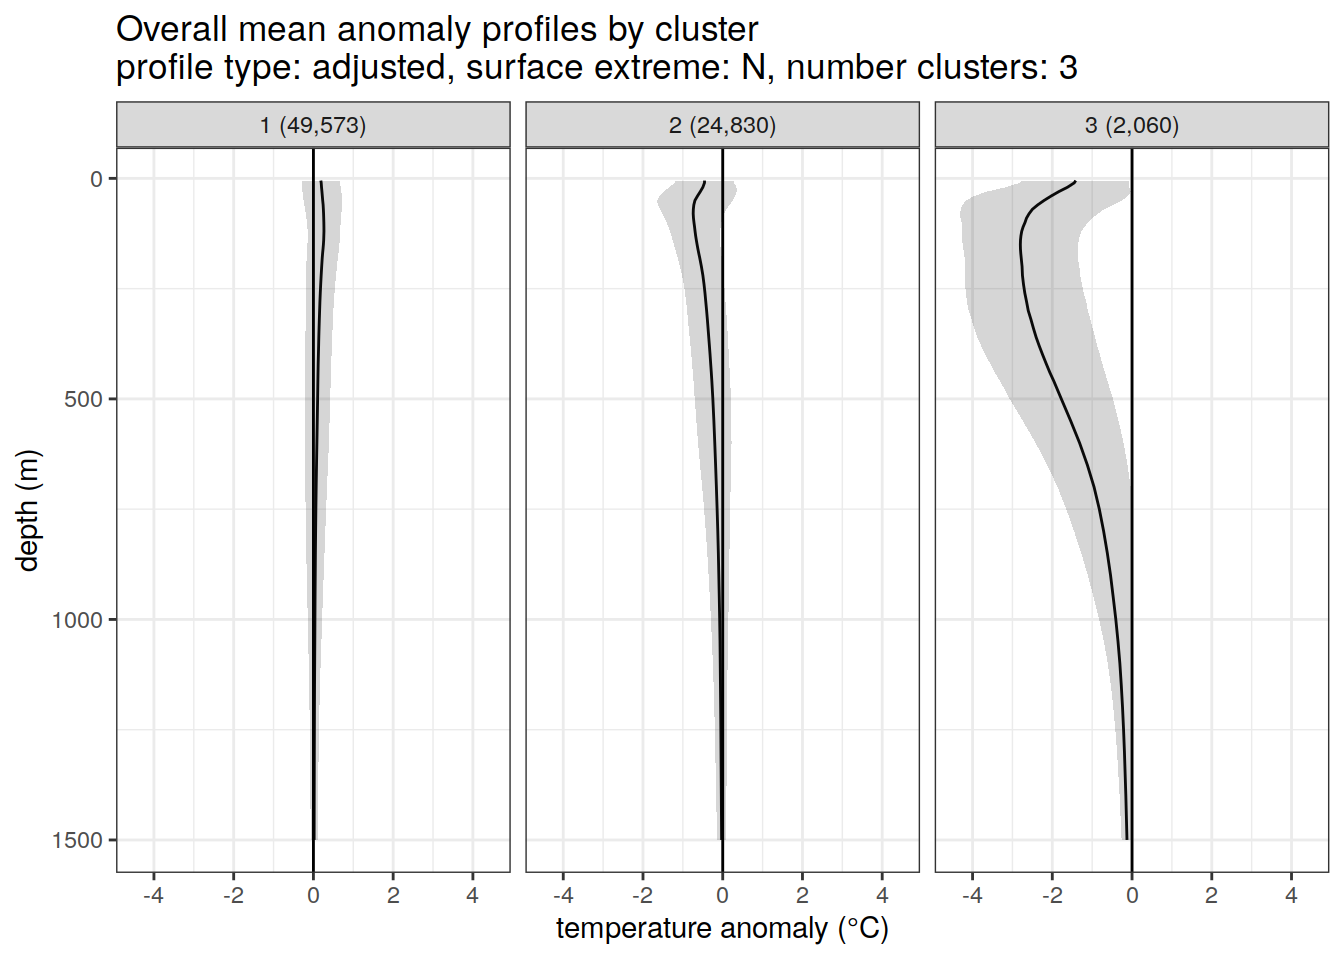 Overall mean anomaly profiles by cluster
profile type: adjusted, surface extreme: N, number clusters: 3
1 (49,573)
2 (24,830)
3 (2,060)
0
500
1000
1500
depth (m)
-4 -2 0 2 4
-4 -2 0 2 4
-4 -2 0 2 4
temperature anomaly (°C)